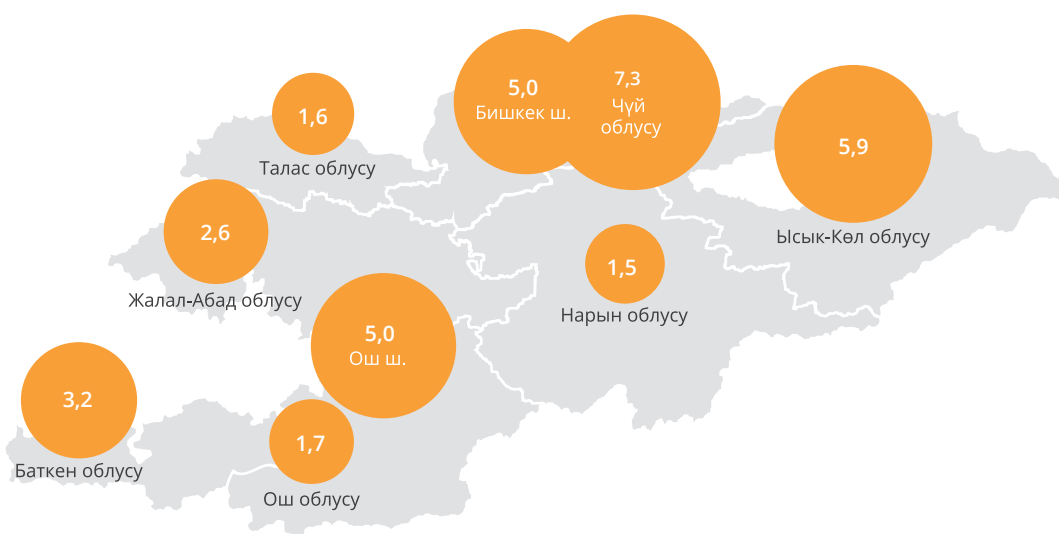 5,0
Бишкек ш.
7,3
Чүй
облусу
1,6
Талас облусу
5,9
Ысык-Көл облусу
2,6
Жалал-Абад облусу
1,5
Нарын облусу
5,0
Ош ш.
3,2
Баткен облусу
1,7
Ош облусу